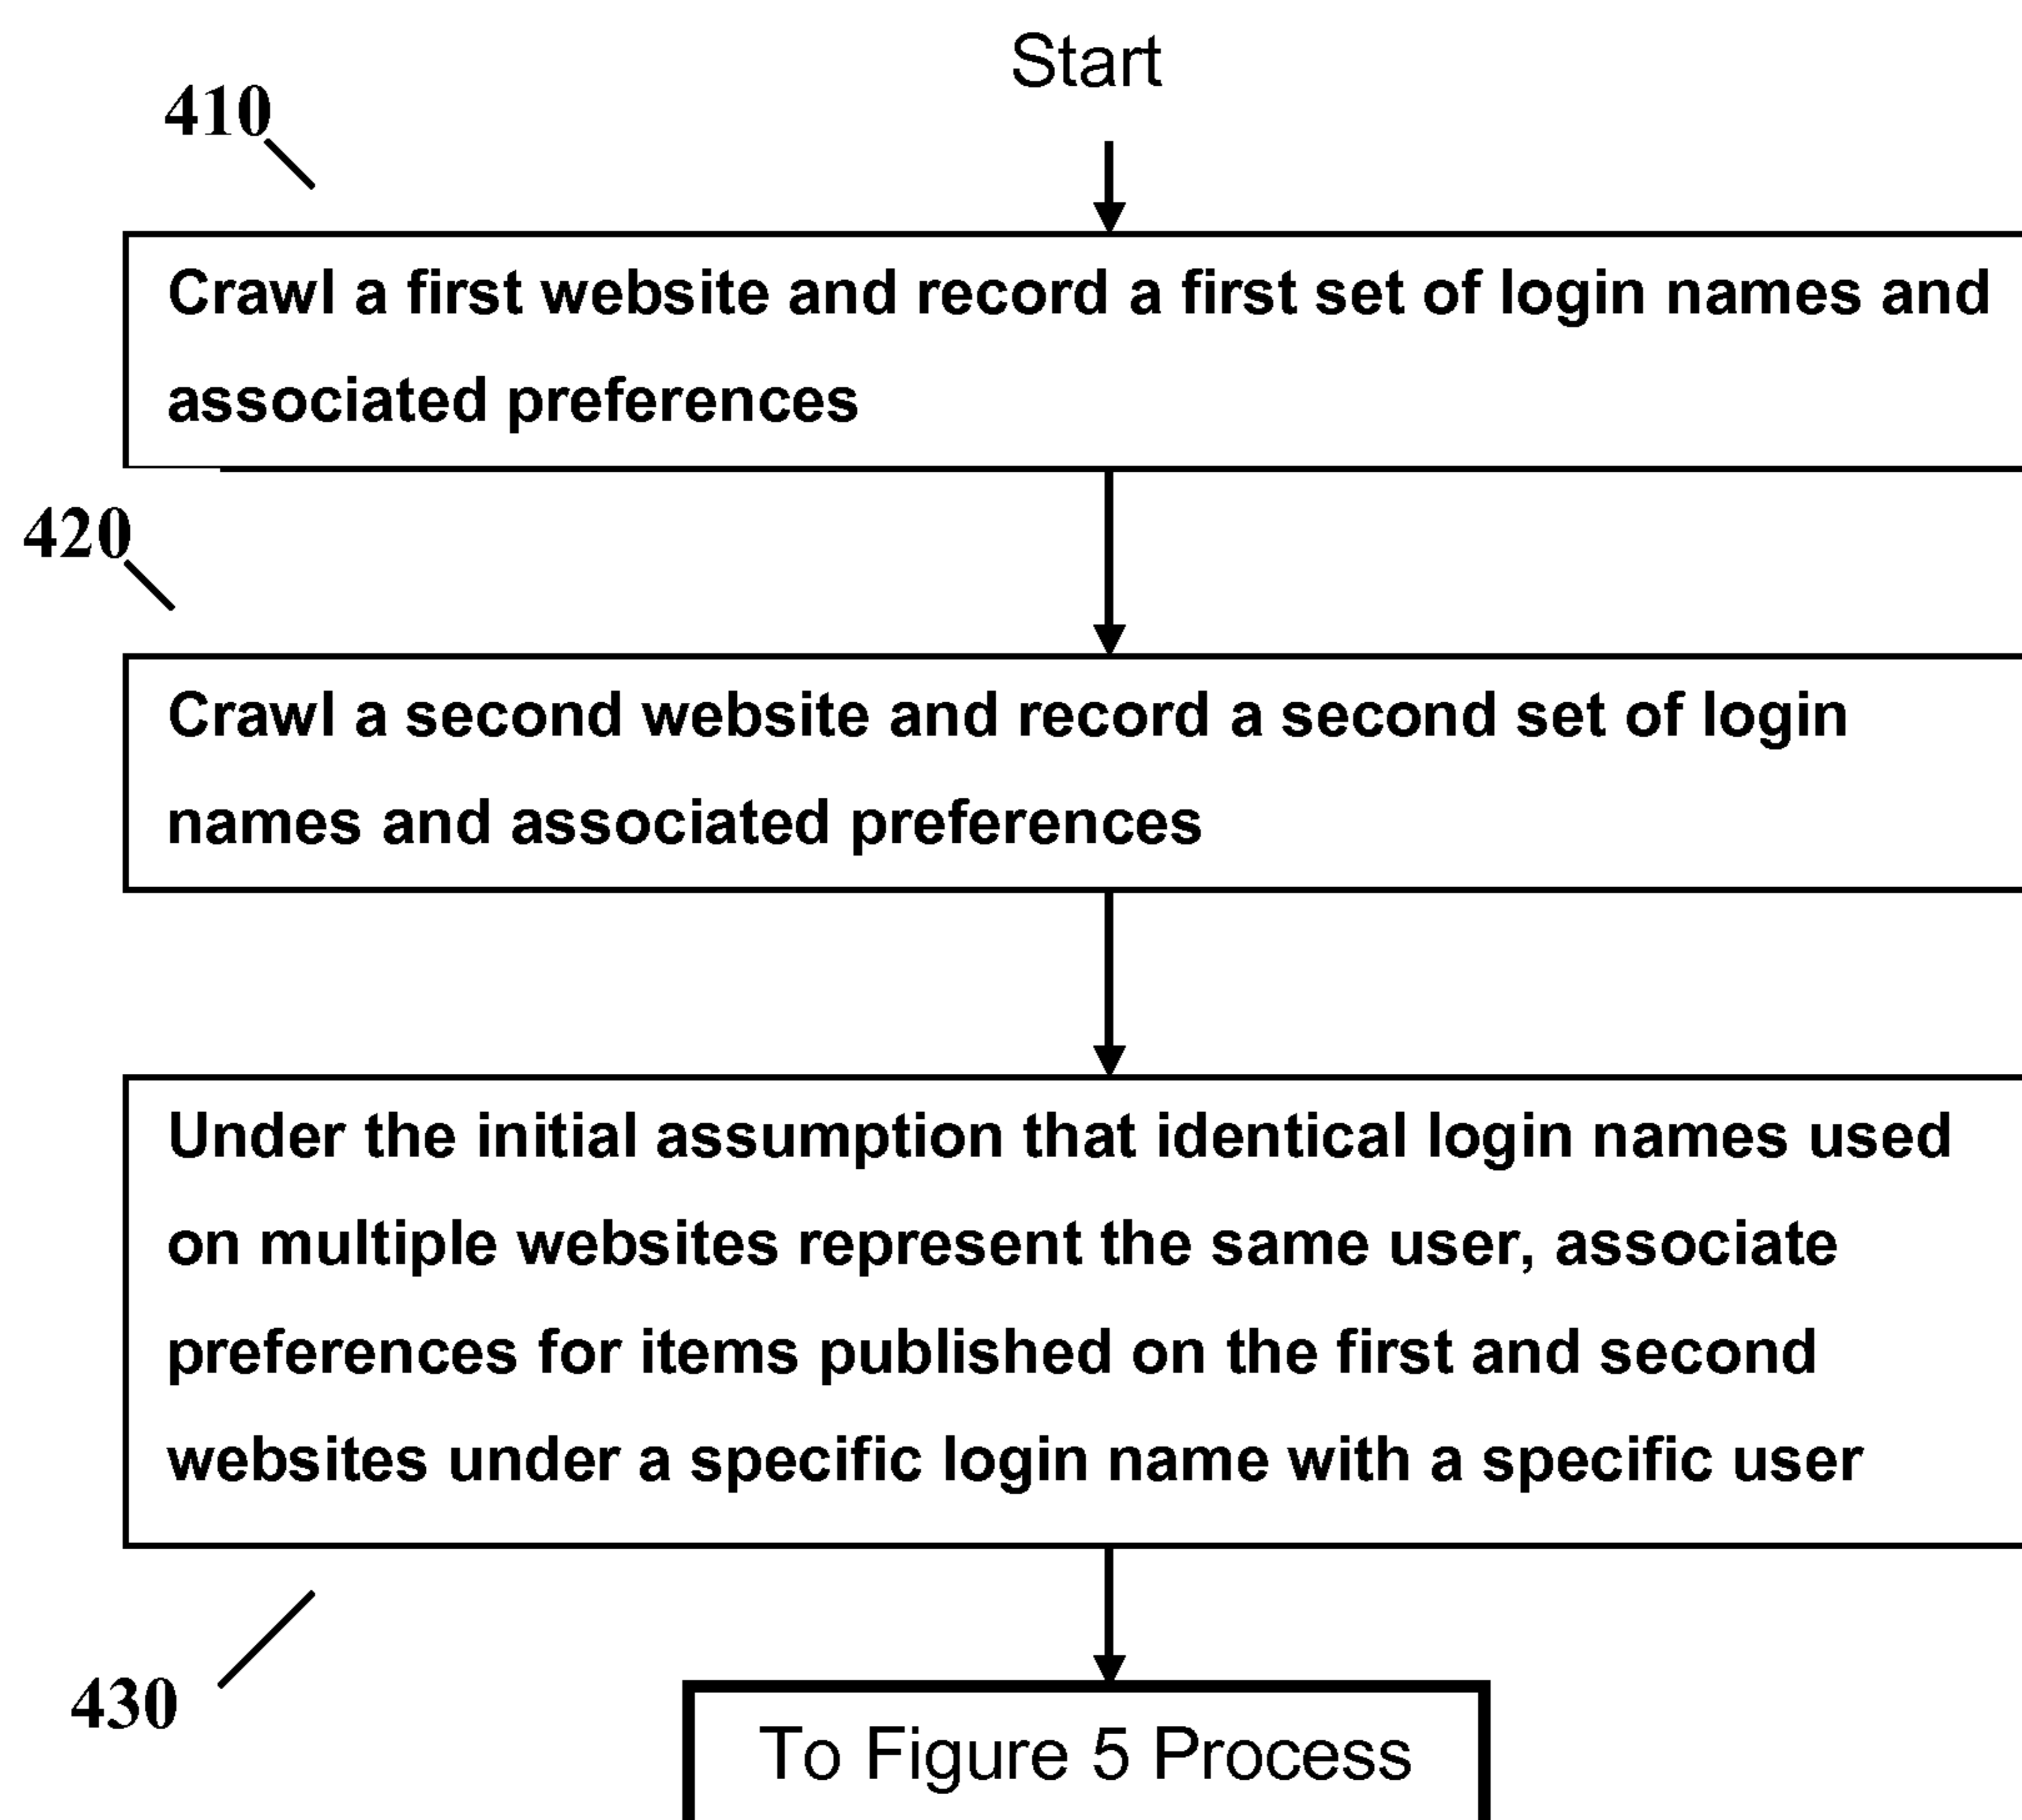 Start
410
Crawl a first website and record a first set of login names and
associated preferences
420
Crawl a second website and record a second set of login
names and associated preferences
Under the initial assumption that identical login names used
on multiple websites represent the same user, associate
preferences for items published on the first and second
websites under a specific login name with a specific user
430
To Figure 5 Process